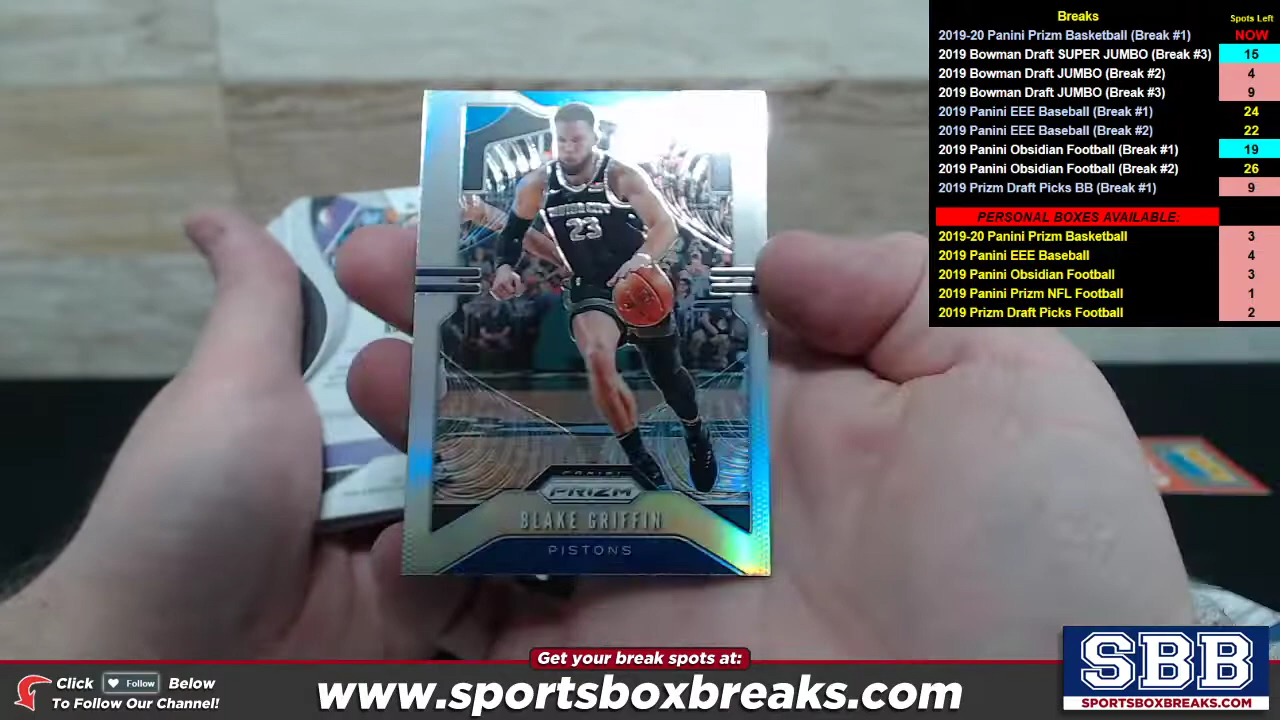 Breaks Spots Left
2019-20 Panini Prizm Basketball (Break #1) NOW
2019 Bowman Draft SUPER JUMBO (Break #3) 15
2019 Bowman Draft JUMBO (Break #2) 4
2019 Bowman Draft JUMBO (Break #3) 9
2019 Panini EEE Baseball (Break #1) 24
2019 Panini EEE Baseball (Break #2) 22
2019 Panini Obsidian Football (Break #1) 19
2019 Panini Obsidian Football (Break #2) 26
2019 Prizm Draft Picks BB (Break #1) 9
PERSONAL BOXES AVAILABLE:
2019-20 Panini Prizm Basketball 3
2019 Panini EEE Baseball 4
2019 Panini Obsidian Football 3
2019 Panini Prizm NFL Football 1
2019 Prizm Draft Picks Football 2
MOTOR CITY
23
PANINI
PRIZM
BLAKE GRIFFIN
PISTONS
Get your break spots at:
Click Follow Below
To Follow Our Channel!
www.sportsboxbreaks.com
SBB
SPORTSBOXBREAKS.COM